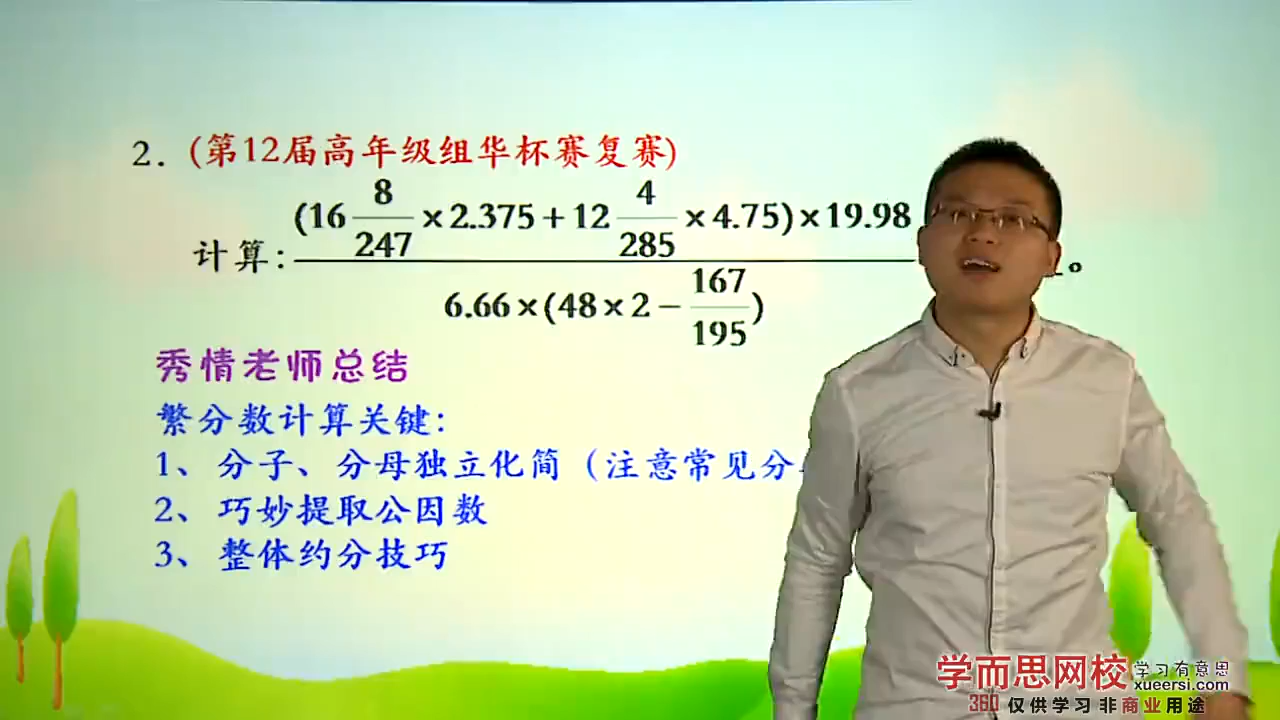 2. (第12届高年级组华杯赛复赛)
计算: (16 8/247 ×2.375+12 4/285 ×4.75)×19.98
6.66×(48×2− 167/195)
。
秀情老师总结
繁分数计算关键:
1、分子、分母独立化简（注意常见分
2、巧妙提取公因数
3、整体约分技巧
学而思网校 学习有意思
xueersi.com
360 仅供学习 非商业用途